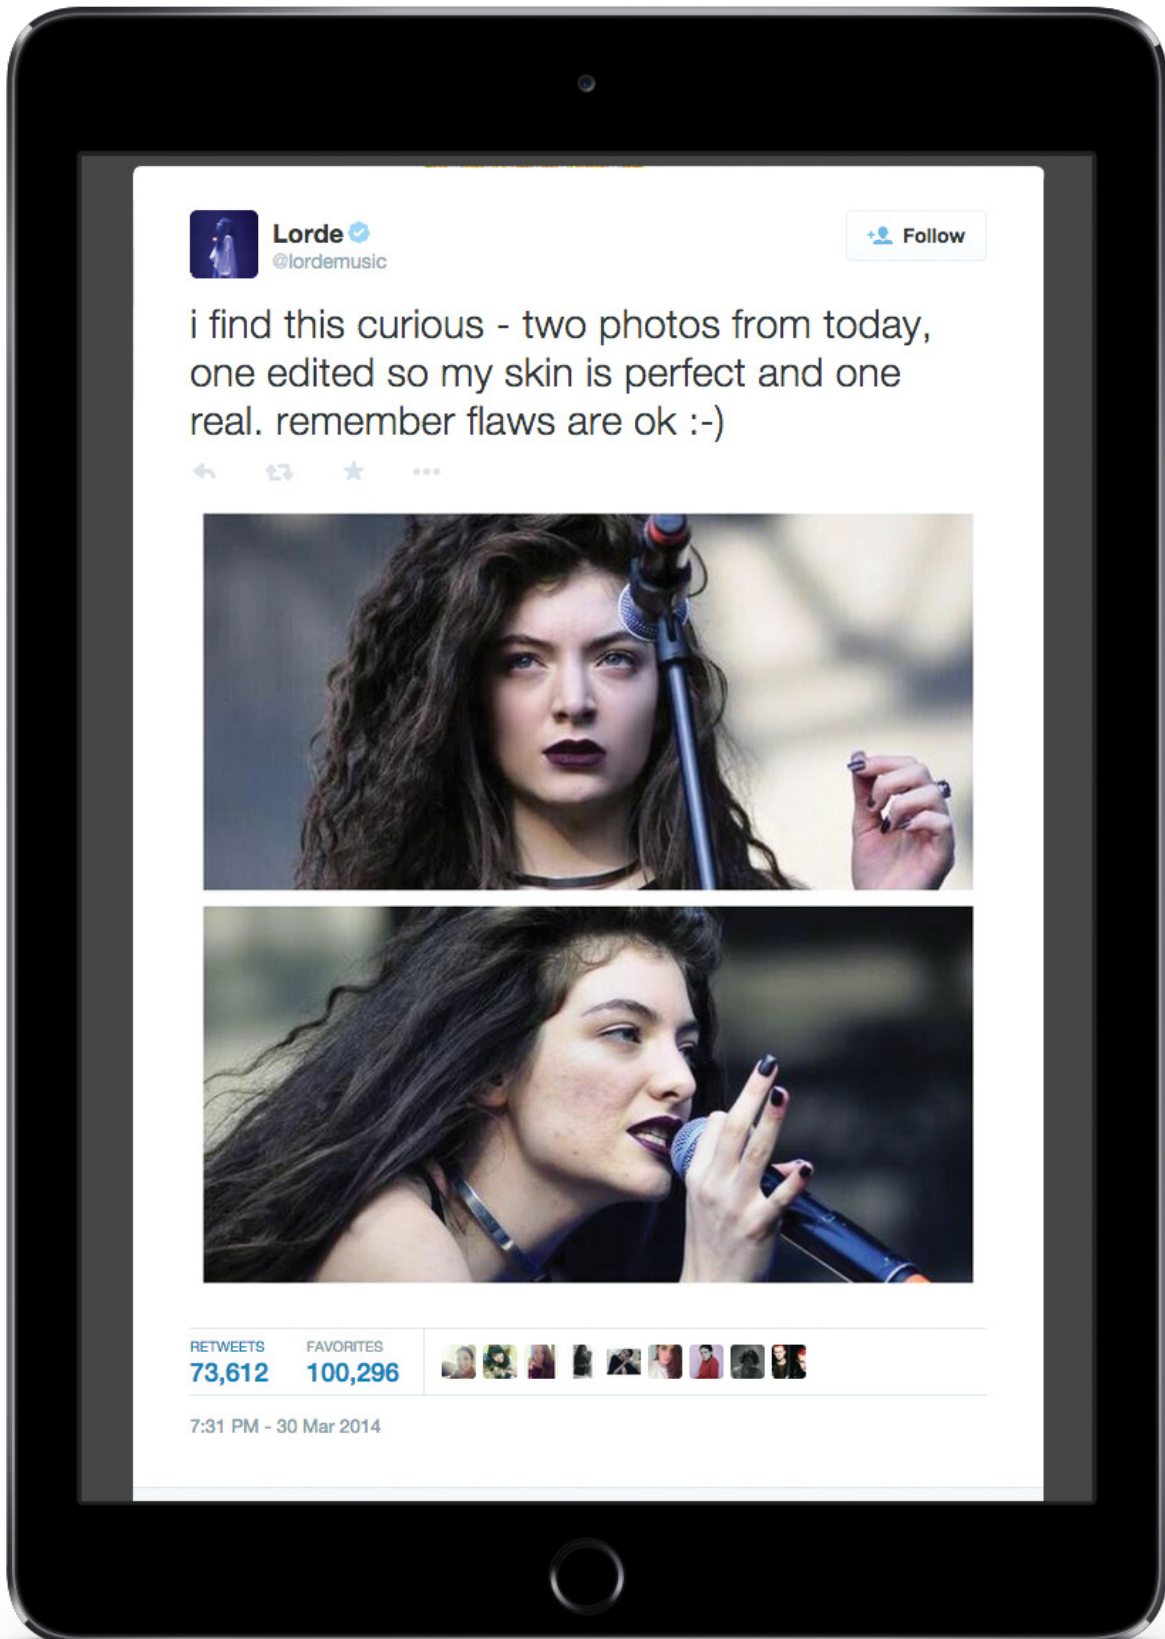 Lorde
@lordemusic
Follow
i find this curious - two photos from today,
one edited so my skin is perfect and one
real. remember flaws are ok :-)
RETWEETS FAVORITES
73,612 100,296
7:31 PM - 30 Mar 2014